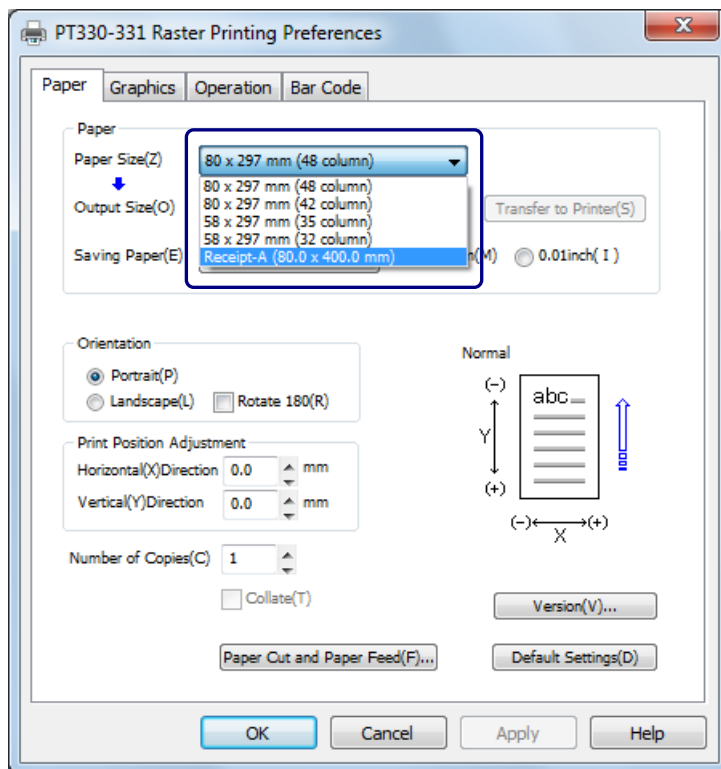 PT330-331 Raster Printing Preferences
Paper Graphics Operation Bar Code
Paper
Paper Size(Z) 80 x 297 mm (48 column)
80 x 297 mm (48 column)
80 x 297 mm (42 column)
Output Size(O) 58 x 297 mm (35 column) Transfer to Printer(S)
58 x 297 mm (32 column)
Saving Paper(E) Receipt-A (80.0 x 400.0 mm) (M) 0.01inch( I )
Orientation
Portrait(P)
Landscape(L) Rotate 180(R)
Print Position Adjustment
Horizontal(X)Direction 0.0 mm
Vertical(Y)Direction 0.0 mm
Normal
(-)
abc
Y
(+)
(-) (+)
X
Number of Copies(C) 1
Collate(T)
Version(V)...
Paper Cut and Paper Feed(F)... Default Settings(D)
OK Cancel Apply Help